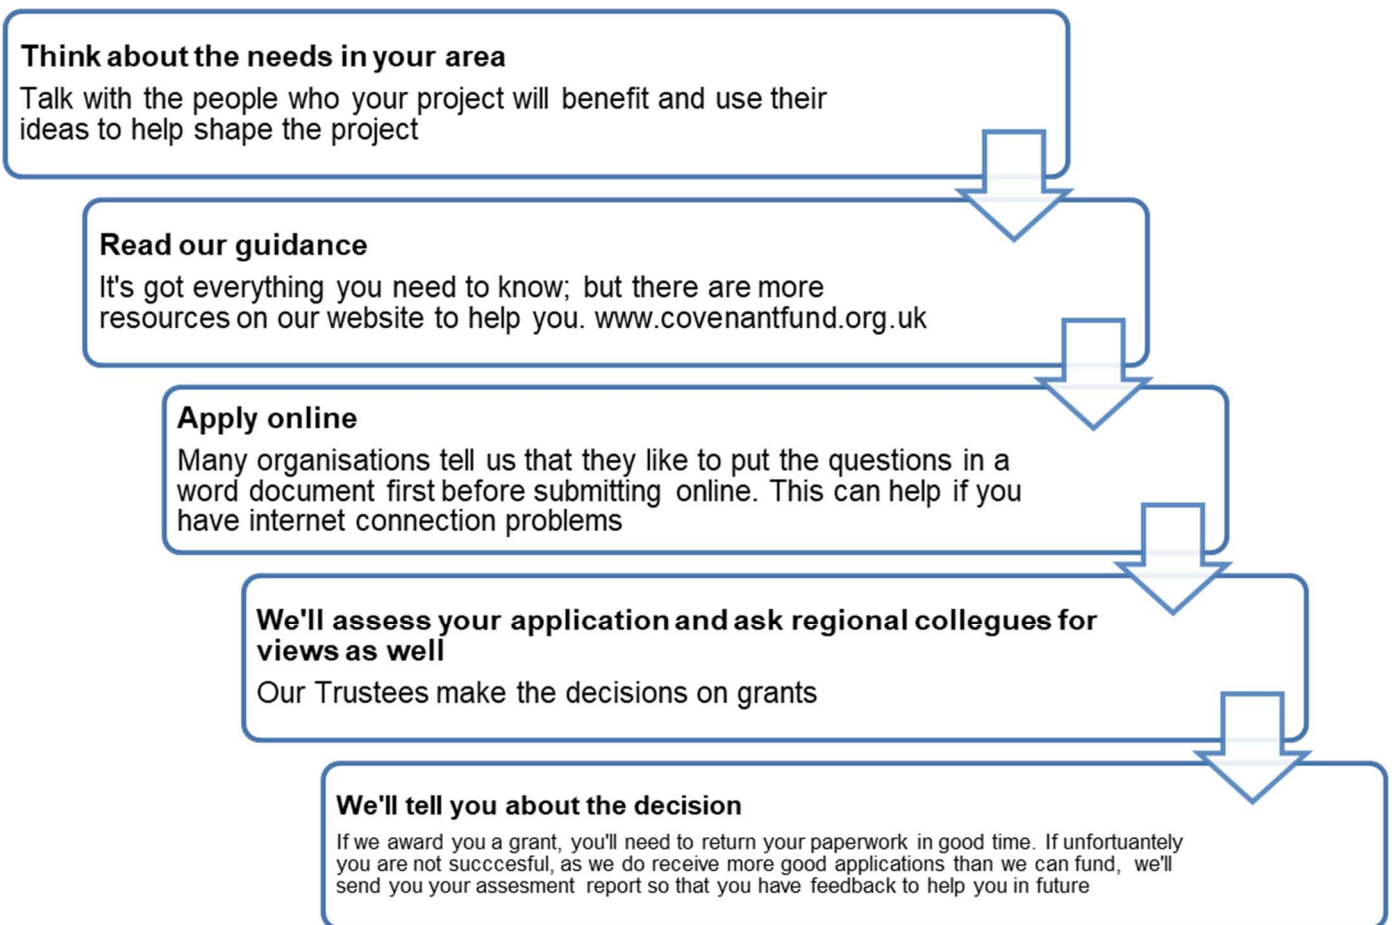 Think about the needs in your area
Talk with the people who your project will benefit and use their
ideas to help shape the project
Read our guidance
It's got everything you need to know; but there are more
resources on our website to help you. www.covenantfund.org.uk
Apply online
Many organisations tell us that they like to put the questions in a
word document first before submitting online. This can help if you
have internet connection problems
We'll assess your application and ask regional collegues for
views as well
Our Trustees make the decisions on grants
We'll tell you about the decision
If we award you a grant, you'll need to return your paperwork in good time. If unfortuantely
you are not succcesful, as we do receive more good applications than we can fund, we'll
send you your assesment report so that you have feedback to help you in future